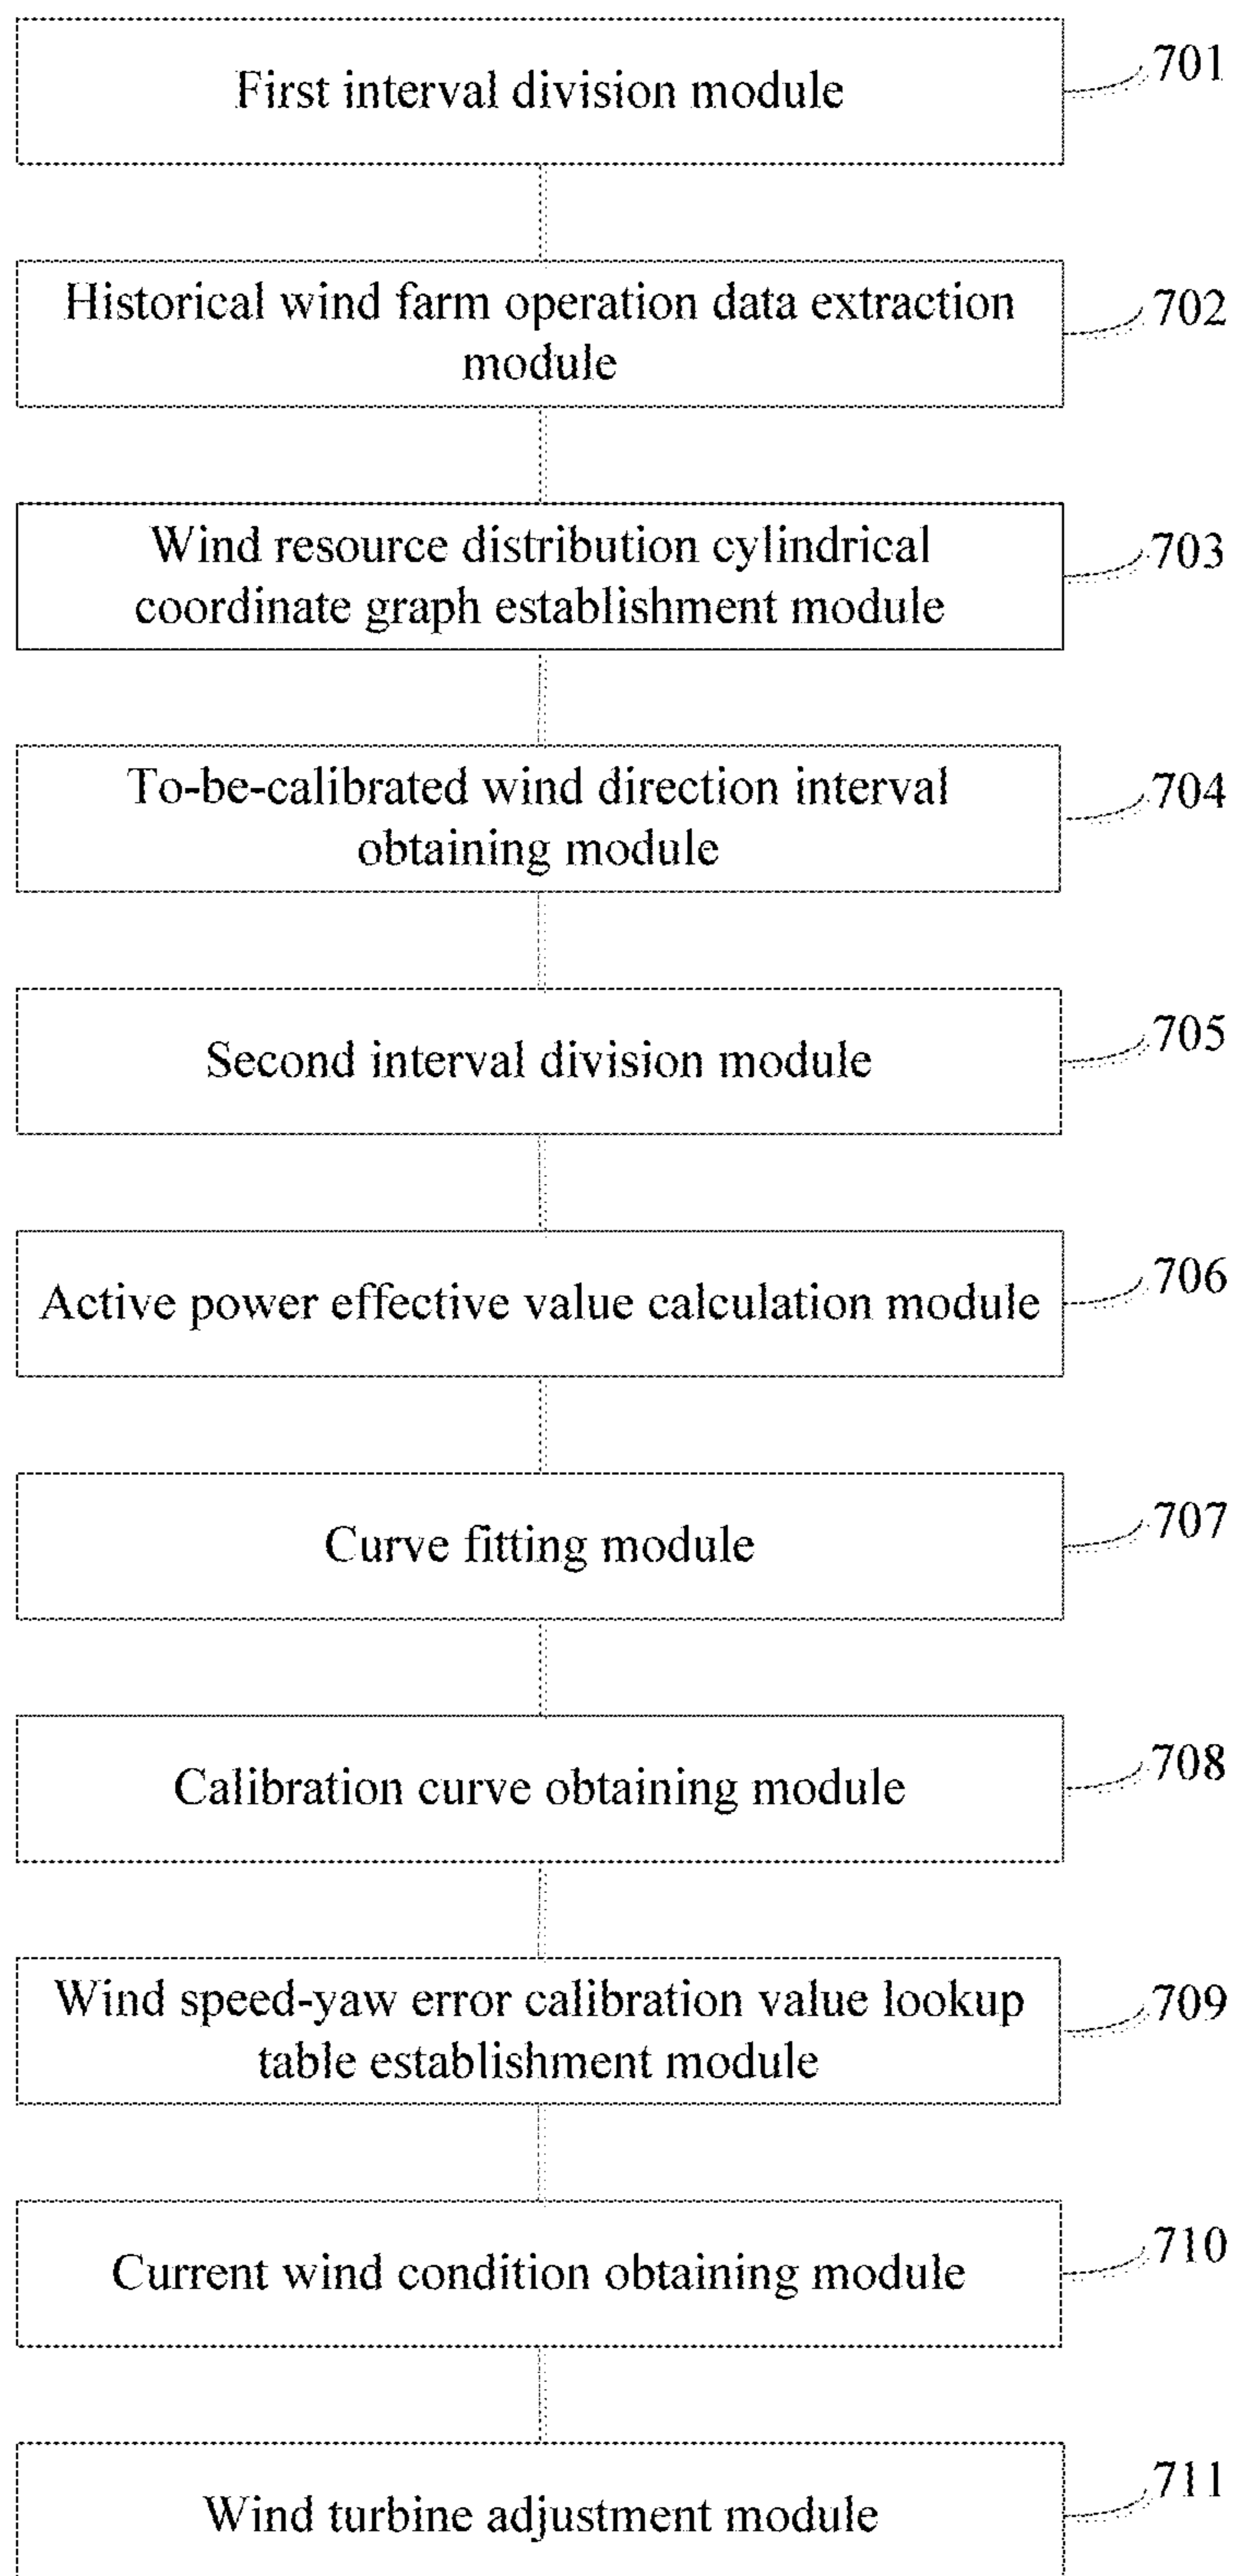 First interval division module
701
Historical wind farm operation data extraction
module
702
Wind resource distribution cylindrical
coordinate graph establishment module
703
To-be-calibrated wind direction interval
obtaining module
704
Second interval division module
705
Active power effective value calculation module
706
Curve fitting module
707
Calibration curve obtaining module
708
Wind speed-yaw error calibration value lookup
table establishment module
709
Current wind condition obtaining module
710
Wind turbine adjustment module
711